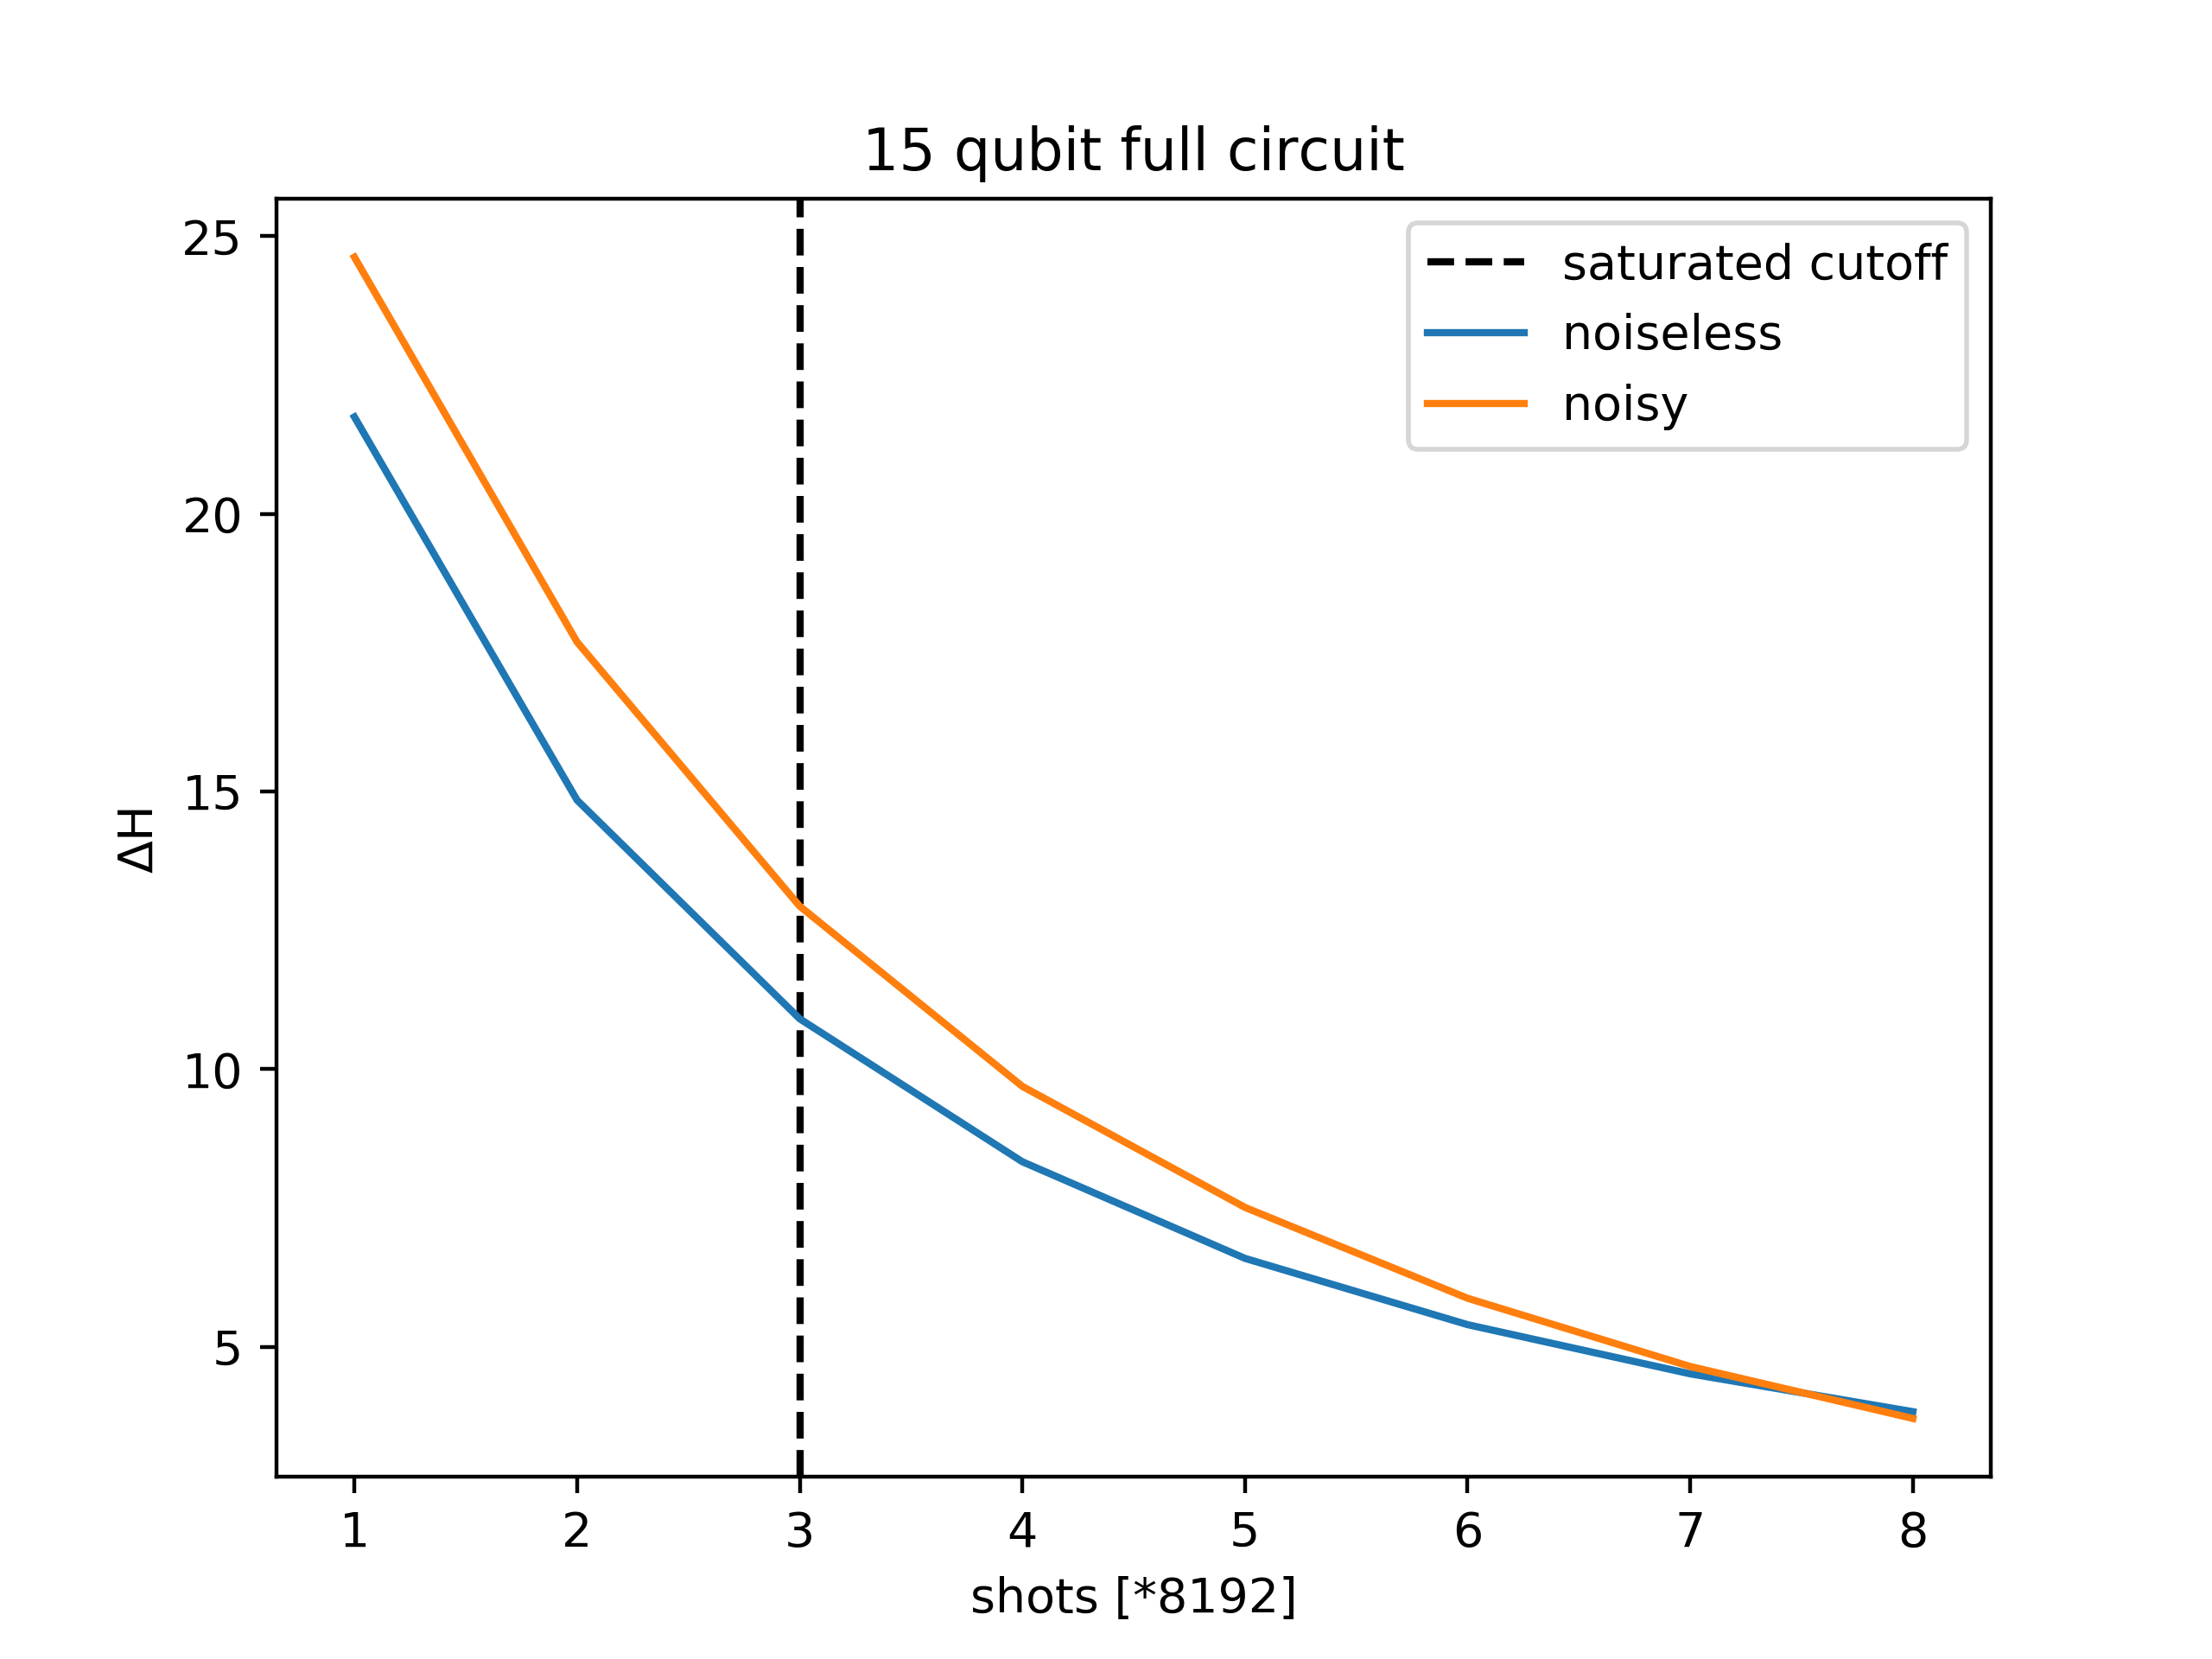 15 qubit full circuit
saturated cutoff
noiseless
noisy
25
20
15
10
5
ΔH
1 2 3 4 5 6 7 8
shots [*8192]